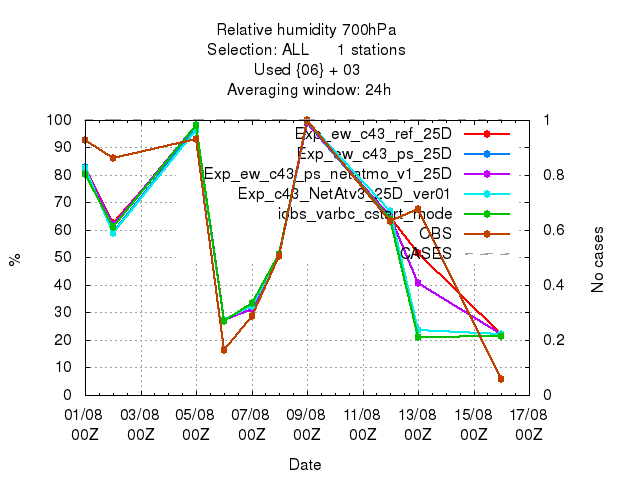 Relative humidity 700hPa
Selection: ALL 1 stations
Used {06} + 03
Averaging window: 24h
100
90
80
70
60
50
40
30
20
10
0
%
1
0.8
0.6
0.4
0.2
0
No cases
Exp_ew_c43_ref_25D
Exp_ew_c43_ps_25D
Exp_ew_c43_ps_netatmo_v1_25D
Exp_c43_NetAtv3_25D_ver01
iobs_varbc_cstart_mode
OBS
CASES
01/08 03/08 05/08 07/08 09/08 11/08 13/08 15/08 17/08
00Z 00Z 00Z 00Z 00Z 00Z 00Z 00Z 00Z
Date